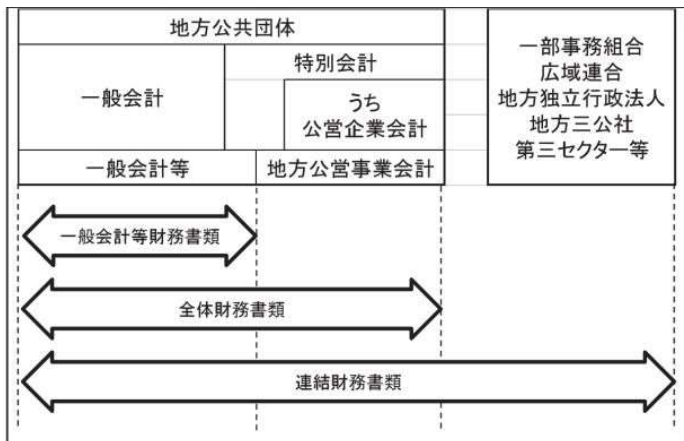 地方公共団体
一般会計
特別会計
うち
公営企業会計
一般会計等
地方公営事業会計
一部事務組合
広域連合
地方独立行政法人
地方三公社
第三セクター等
一般会計等財務書類
全体財務書類
連結財務書類